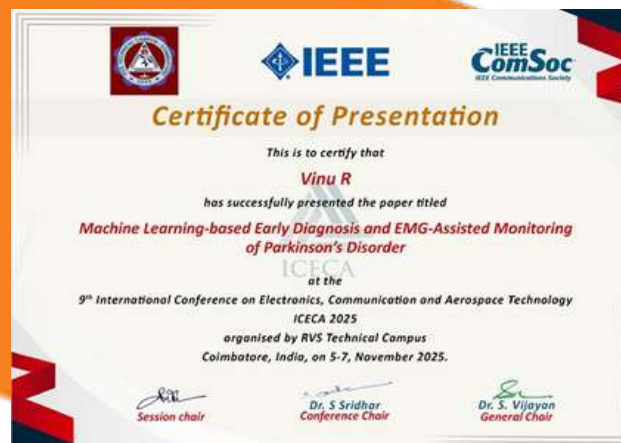 IEEE
IEEE
ComSoc
IEEE Communications Society
Certificate of Presentation
This is to certify that
Vinu R
has successfully presented the paper titled
Machine Learning-based Early Diagnosis and EMG-Assisted Monitoring
of Parkinson's Disorder
ICECA
at the
9th International Conference on Electronics, Communication and Aerospace Technology
ICECA 2025
organised by RVS Technical Campus
Coimbatore, India, on 5-7, November 2025.
Session chair
Dr. S Sridhar
Conference Chair
Dr. S. Vijayan
General Chair